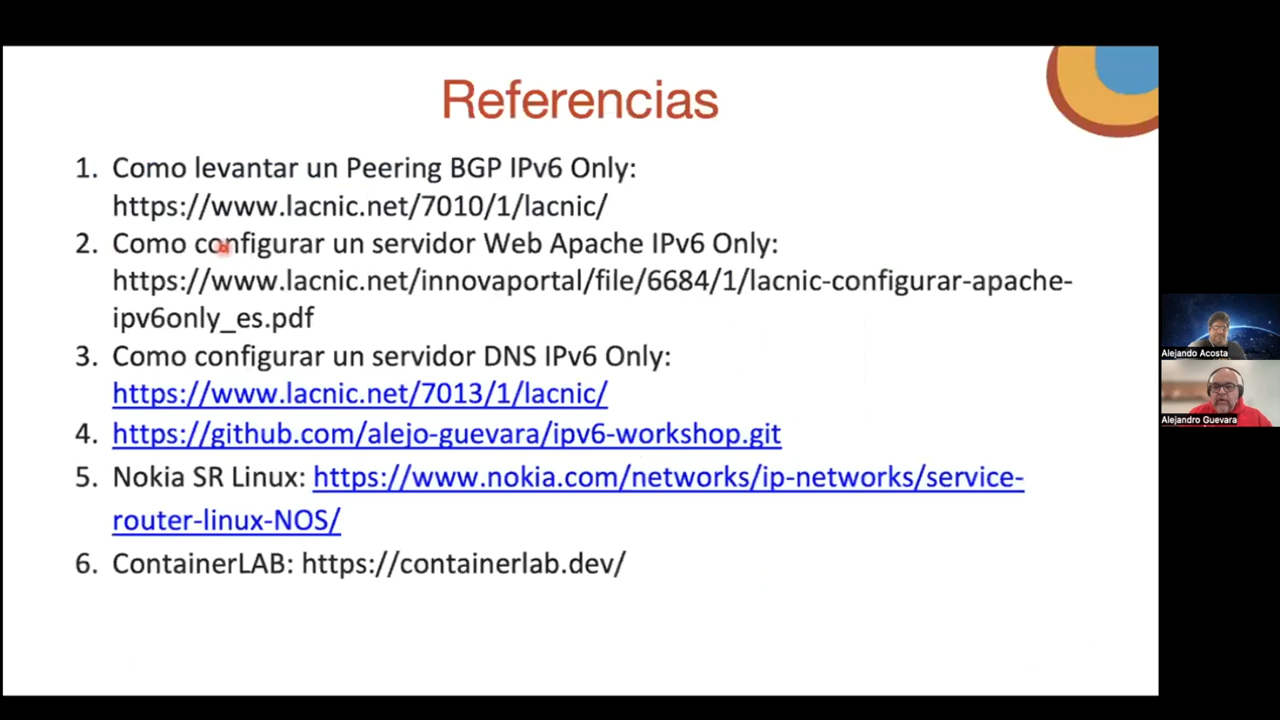 Referencias
1. Como levantar un Peering BGP IPv6 Only:
https://www.lacnic.net/7010/1/lacnic/
2. Como configurar un servidor Web Apache IPv6 Only:
https://www.lacnic.net/innovaportal/file/6684/1/lacnic-configurar-apache-
ipv6only_es.pdf
3. Como configurar un servidor DNS IPv6 Only:
https://www.lacnic.net/7013/1/lacnic/
4. https://github.com/alejo-guevara/ipv6-workshop.git
5. Nokia SR Linux: https://www.nokia.com/networks/ip-networks/service-
router-linux-NOS/
6. ContainerLAB: https://containerlab.dev/
Alejando Acosta
Alejandro Guevara